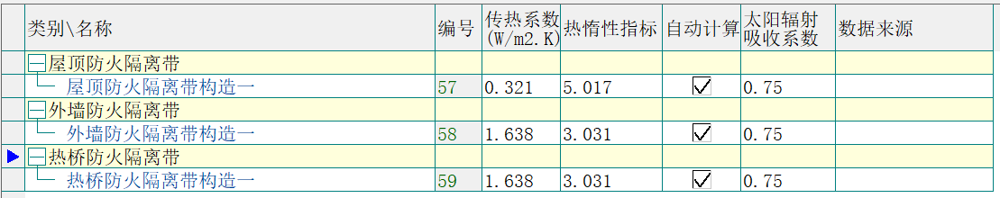 类别\名称 编号 传热系数(W/m2.K) 热惰性指标 自动计算 太阳辐射吸收系数 数据来源
屋顶防火隔离带
屋顶防火隔离带构造一 57 0.321 5.017 0.75
外墙防火隔离带
外墙防火隔离带构造一 58 1.638 3.031 0.75
热桥防火隔离带
热桥防火隔离带构造一 59 1.638 3.031 0.75